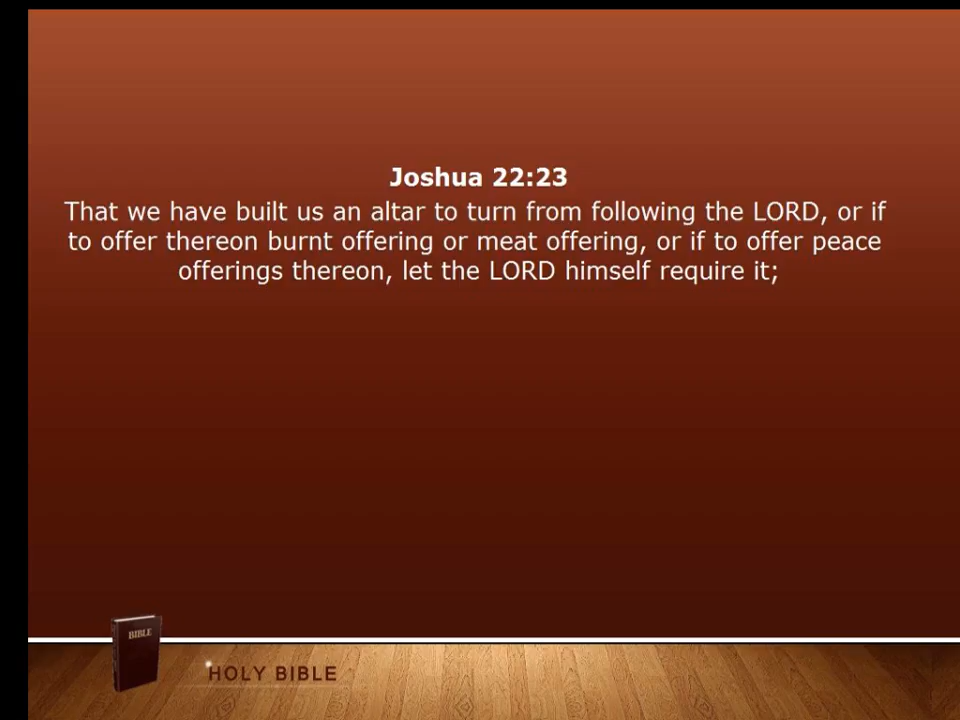 Joshua 22:23
That we have built us an altar to turn from following the LORD, or if
to offer thereon burnt offering or meat offering, or if to offer peace
offerings thereon, let the LORD himself require it;
BIBLE
HOLY BIBLE